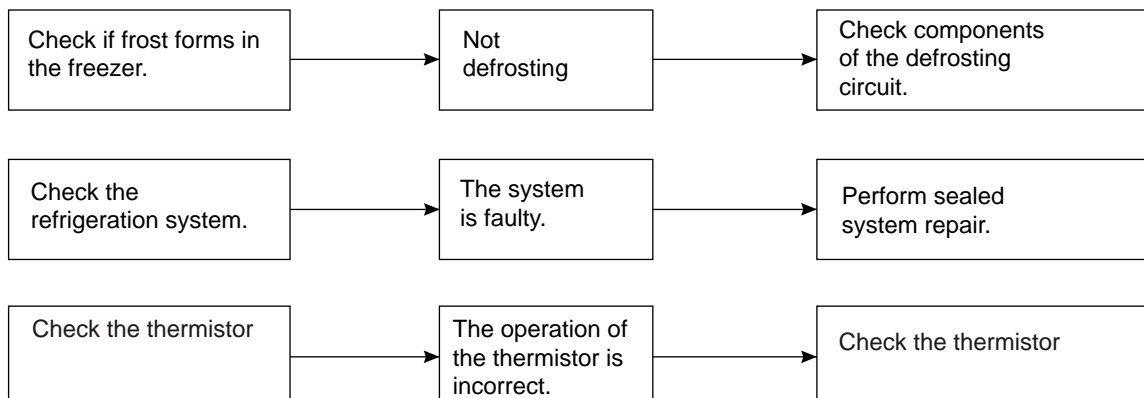 Check if frost forms in
the freezer.
Not
defrosting
Check components
of the defrosting
circuit.
Check the
refrigeration system.
The system
is faulty.
Perform sealed
system repair.
Check the thermistor
The operation of
the thermistor is
incorrect.
Check the thermistor